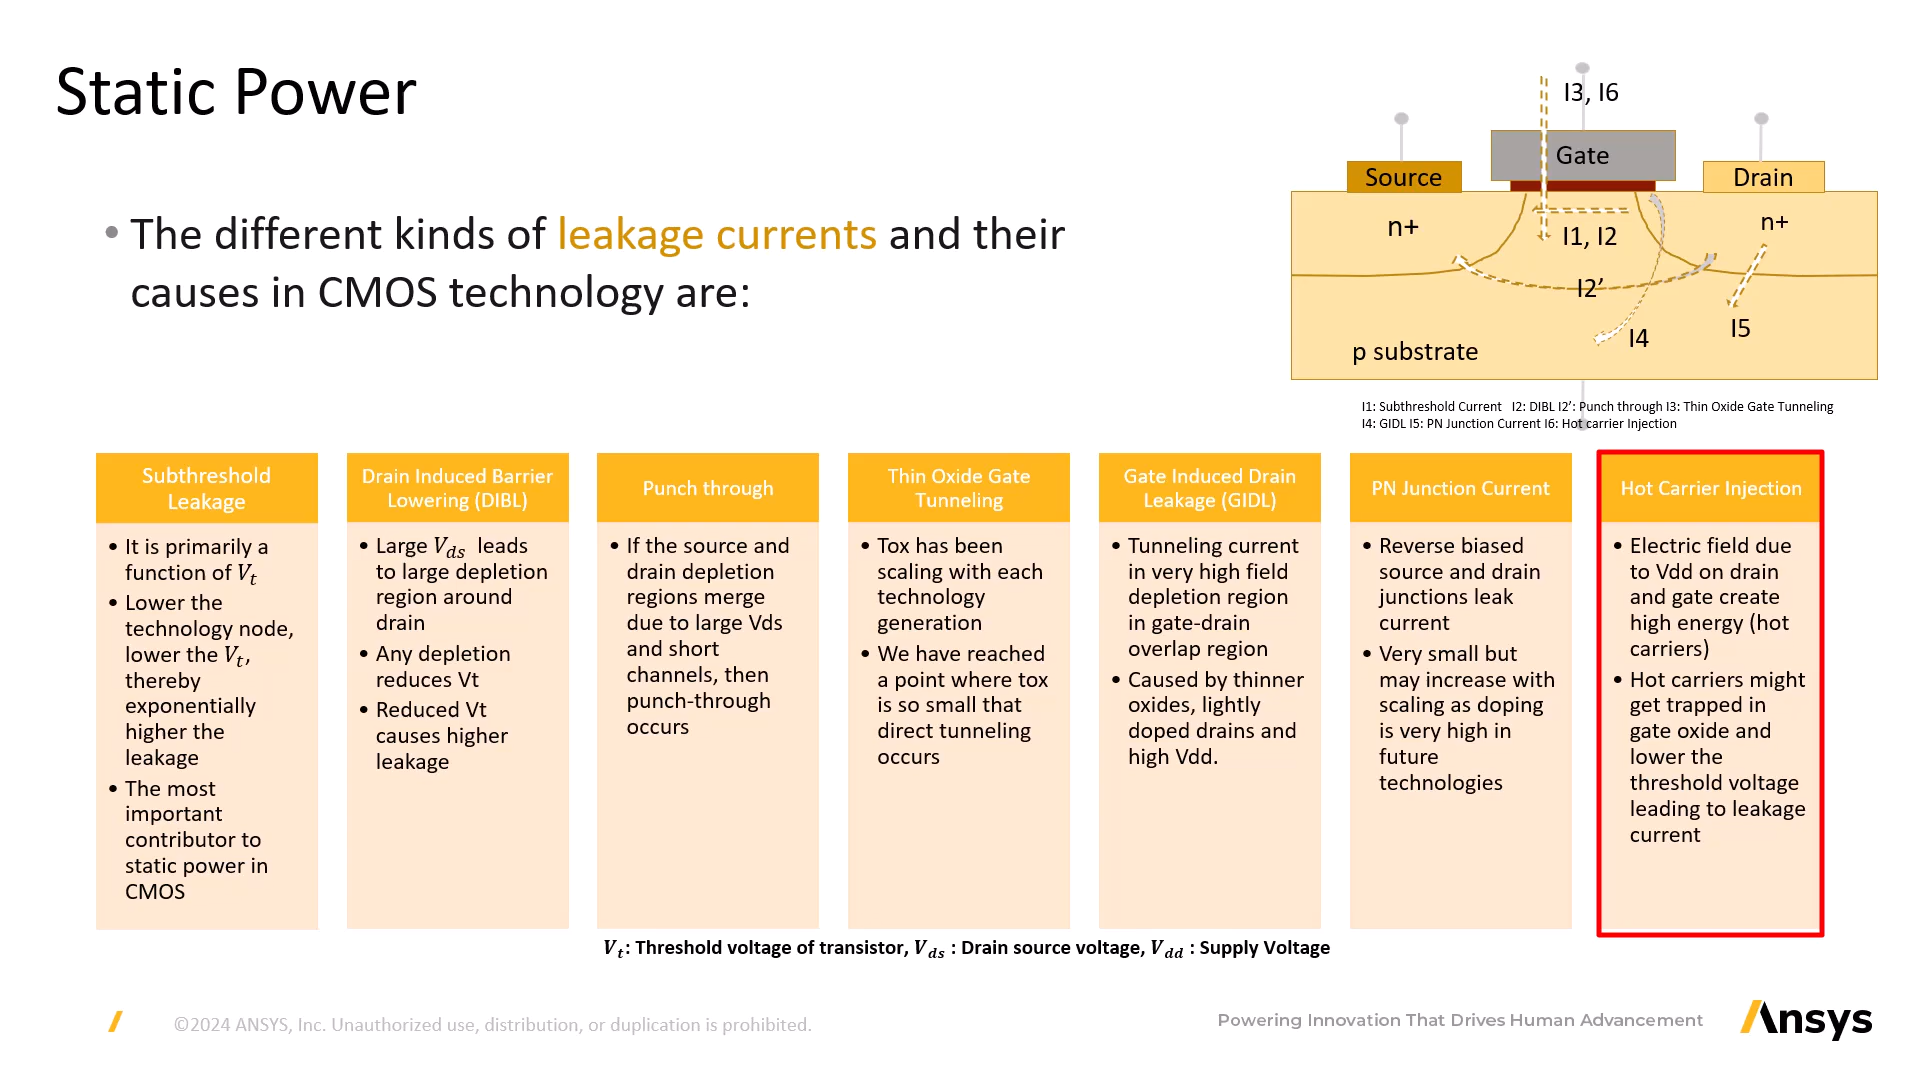 Static Power
• The different kinds of leakage currents and their
causes in CMOS technology are:
I3, I6
Gate
Source
Drain
n+
n+
I1, I2
I2’
I4
I5
p substrate
I1: Subthreshold Current I2: DIBL I2’: Punch through I3: Thin Oxide Gate Tunneling
I4: GIDL I5: PN Junction Current I6: Hot carrier Injection
Subthreshold
Leakage
• It is primarily a
function of Vt
• Lower the
technology node,
lower the Vt,
thereby
exponentially
higher the
leakage
• The most
important
contributor to
static power in
CMOS
Drain Induced Barrier
Lowering (DIBL)
• Large Vds leads
to large depletion
region around
drain
• Any depletion
reduces Vt
• Reduced Vt
causes higher
leakage
Punch through
• If the source and
drain depletion
regions merge
due to large Vds
and short
channels, then
punch-through
occurs
Thin Oxide Gate
Tunneling
• Tox has been
scaling with each
technology
generation
• We have reached
a point where tox
is so small that
direct tunneling
occurs
Gate Induced Drain
Leakage (GIDL)
• Tunneling current
in very high field
depletion region
in gate-drain
overlap region
• Caused by thinner
oxides, lightly
doped drains and
high Vdd.
PN Junction Current
• Reverse biased
source and drain
junctions leak
current
• Very small but
may increase with
scaling as doping
is very high in
future
technologies
Hot Carrier Injection
• Electric field due
to Vdd on drain
and gate create
high energy (hot
carriers)
• Hot carriers might
get trapped in
gate oxide and
lower the
threshold voltage
leading to leakage
current
Vt: Threshold voltage of transistor, Vds : Drain source voltage, Vdd : Supply Voltage
©2024 ANSYS, Inc. Unauthorized use, distribution, or duplication is prohibited.
Powering Innovation That Drives Human Advancement
Ansys